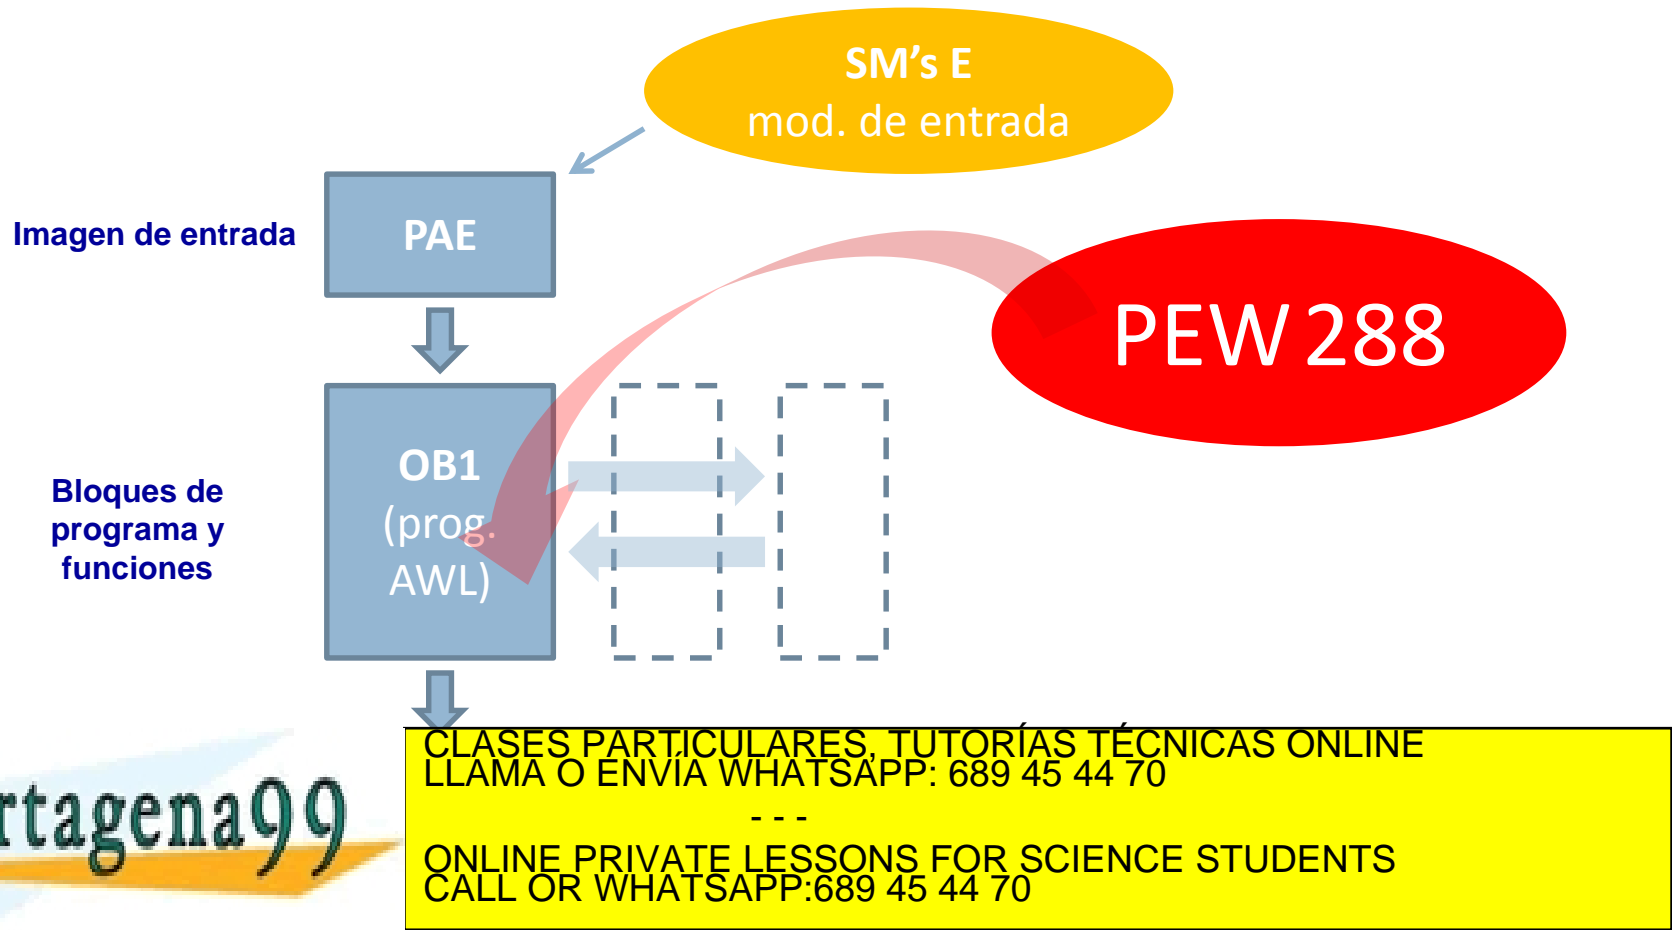 SM’s E
mod. de entrada
Imagen de entrada
PAE
PEW 288
Bloques de
programa y
funciones
OB1
(prog.
AWL)
CLASES PARTICULARES, TUTORÍAS TÉCNICAS ONLINE
LLAMA O ENVÍA WHATSAPP: 689 45 44 70
- - -
ONLINE PRIVATE LESSONS FOR SCIENCE STUDENTS
CALL OR WHATSAPP:689 45 44 70
rtagena99